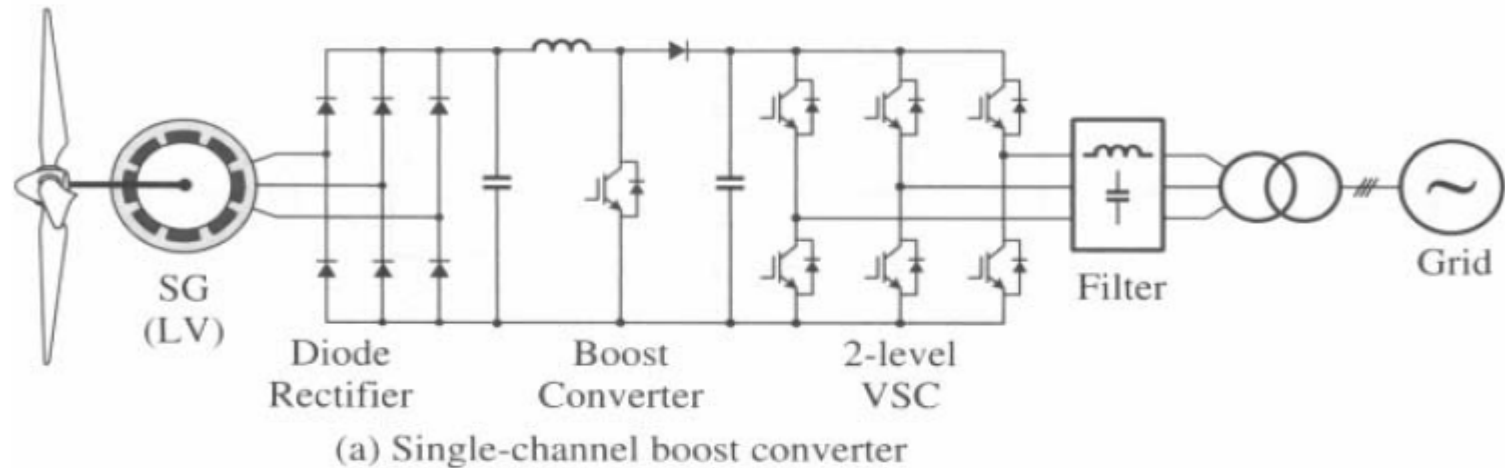 SG
(LV)
Diode
Rectifier
Boost
Converter
2-level
VSC
Filter
Grid
(a) Single-channel boost converter